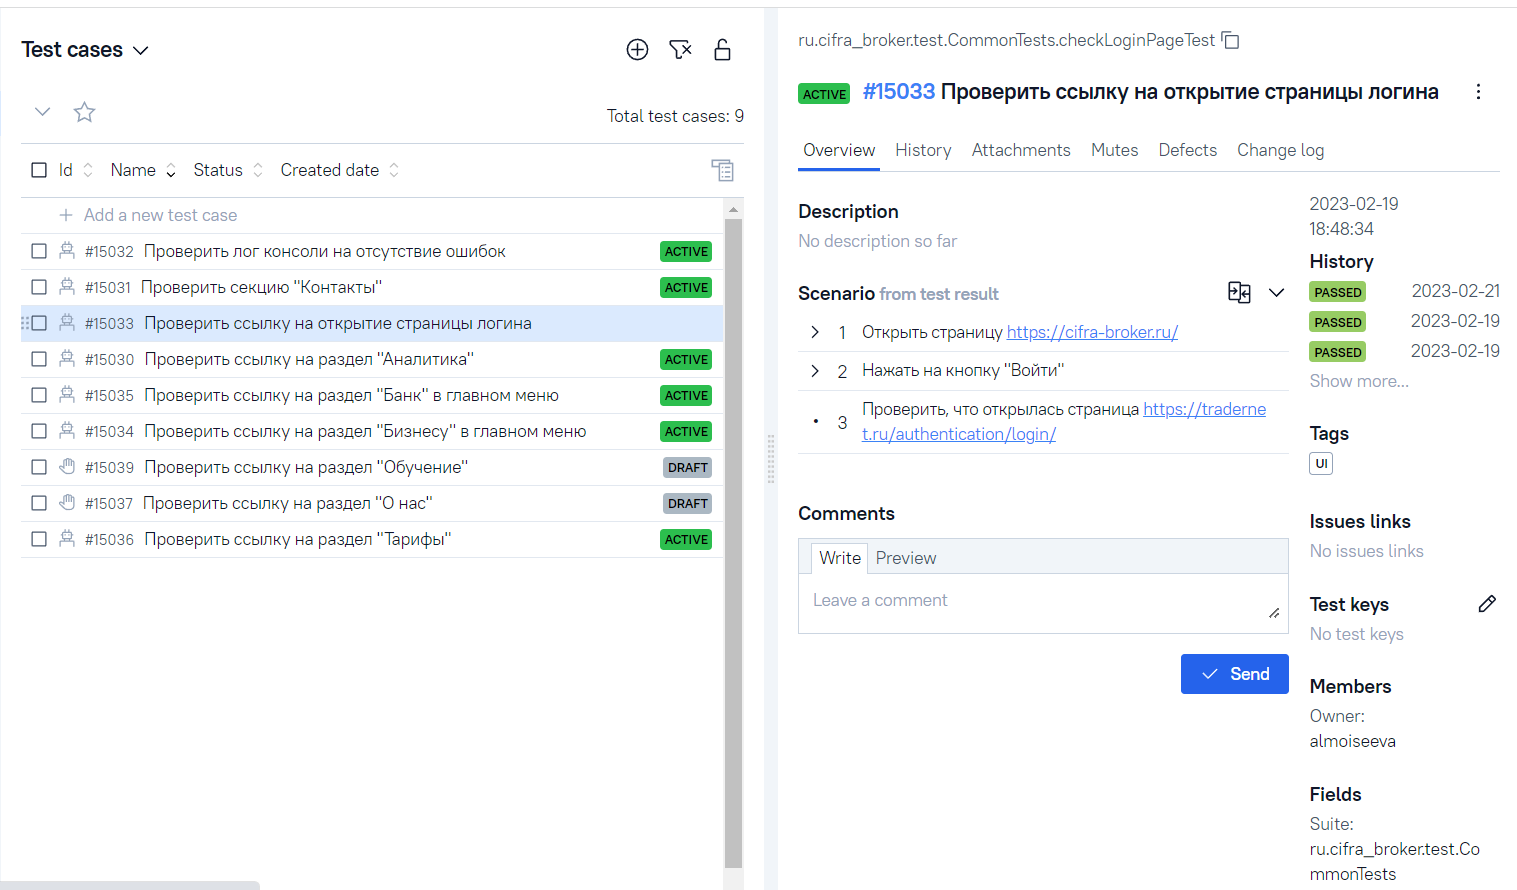 Test cases
Total test cases: 9
Id Name Status Created date
Add a new test case
#15032 Проверить лог консоли на отсутствие ошибок ACTIVE
#15031 Проверить секцию "Контакты" ACTIVE
#15033 Проверить ссылку на открытие страницы логина
#15030 Проверить ссылку на раздел "Аналитика" ACTIVE
#15035 Проверить ссылку на раздел "Банк" в главном меню ACTIVE
#15034 Проверить ссылку на раздел "Бизнесу" в главном меню ACTIVE
#15039 Проверить ссылку на раздел "Обучение" DRAFT
#15037 Проверить ссылку на раздел "О нас" DRAFT
#15036 Проверить ссылку на раздел "Тарифы" ACTIVE
ru.cifra_broker.test.CommonTests.checkLoginPageTest
ACTIVE #15033 Проверить ссылку на открытие страницы логина
Overview History Attachments Mutes Defects Change log
Description
No description so far
Scenario from test result
1 Открыть страницу https://cifra-broker.ru/
2 Нажать на кнопку "Войти"
3 Проверить, что открылась страница https://traderne
t.ru/authentication/login/
Comments
Write Preview
Leave a comment
Send
2023-02-19
18:48:34
History
PASSED 2023-02-21
PASSED 2023-02-19
PASSED 2023-02-19
Show more...
Tags
UI
Issues links
No issues links
Test keys
No test keys
Members
Owner:
almoiseeva
Fields
Suite:
ru.cifra_broker.test.Co
mmonTests